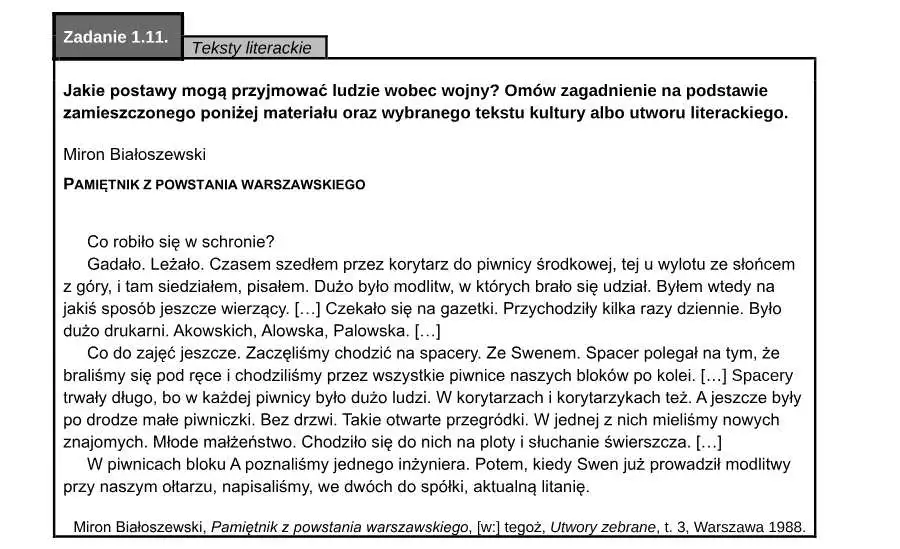 Zadanie 1.11.
Teksty literackie
Jakie postawy mogą przyjmować ludzie wobec wojny? Omów zagadnienie na podstawie
zamieszczonego poniżej materiału oraz wybranego tekstu kultury albo utworu literackiego.
Miron Białoszewski
PAMIĘTNIK Z POWSTANIA WARSZAWSKIEGO
Co robiło się w schronie?
Gadało. Leżało. Czasem szedłem przez korytarz do piwnicy środkowej, tej u wylotu ze słońcem
z góry, i tam siedziałem, pisałem. Dużo było modlitw, w których brało się udział. Byłem wtedy na
jakiś sposób jeszcze wierzący. […] Czekało się na gazetki. Przychodziły kilka razy dziennie. Było
dużo drukarni. Akowskich, Alowska, Palowska. […]
Co do zajęć jeszcze. Zaczęliśmy chodzić na spacery. Ze Swenem. Spacer polegał na tym, że
braliśmy się pod ręce i chodziliśmy przez wszystkie piwnice naszych bloków po kolei. […] Spacery
trwały długo, bo w każdej piwnicy było dużo ludzi. W korytarzach i korytarzykach też. A jeszcze były
po drodze małe piwniczki. Bez drzwi. Takie otwarte przegródki. W jednej z nich mieliśmy nowych
znajomych. Młode małżeństwo. Chodziło się do nich na ploty i słuchanie świerszcza. […]
W piwnicach bloku A poznaliśmy jednego inżyniera. Potem, kiedy Swen już prowadził modlitwy
przy naszym ołtarzu, napisaliśmy, we dwóch do spółki, aktualną litanię.
Miron Białoszewski, Pamiętnik z powstania warszawskiego, [w:] tegoż, Utwory zebrane, t. 3, Warszawa 1988.